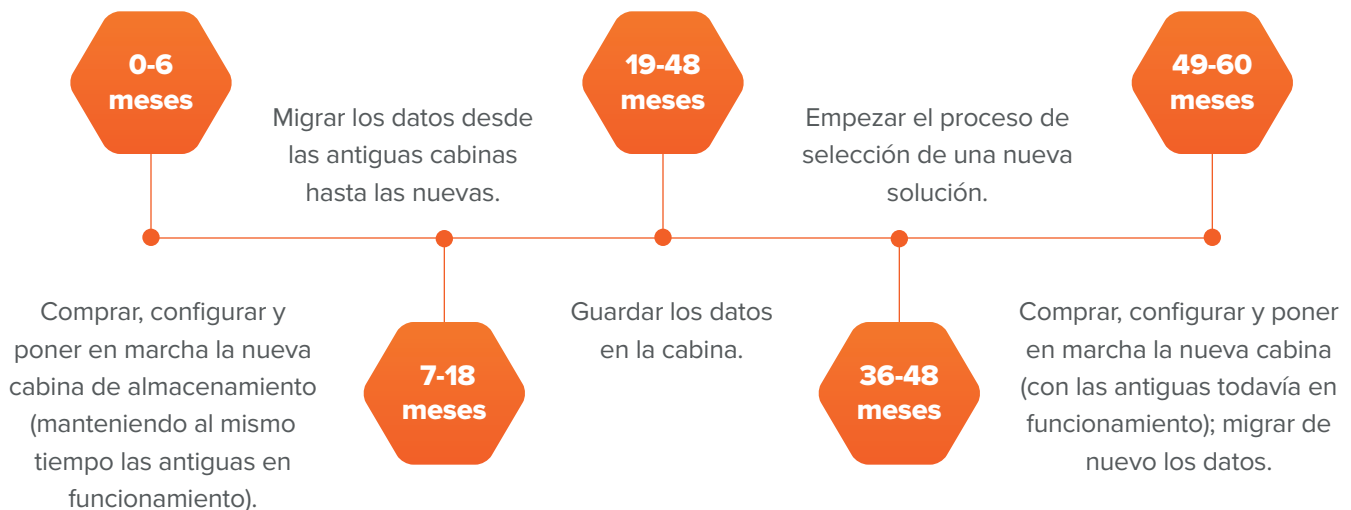 0-6
meses
Comprar, configurar y
poner en marcha la nueva
cabina de almacenamiento
(manteniendo al mismo
tiempo las antiguas en
funcionamiento).
Migrar los datos desde
las antiguas cabinas
hasta las nuevas.
7-18
meses
19-48
meses
Guardar los datos
en la cabina.
Empezar el proceso de
selección de una nueva
solución.
36-48
meses
49-60
meses
Comprar, configurar y poner
en marcha la nueva cabina
(con las antiguas todavía en
funcionamiento); migrar de
nuevo los datos.